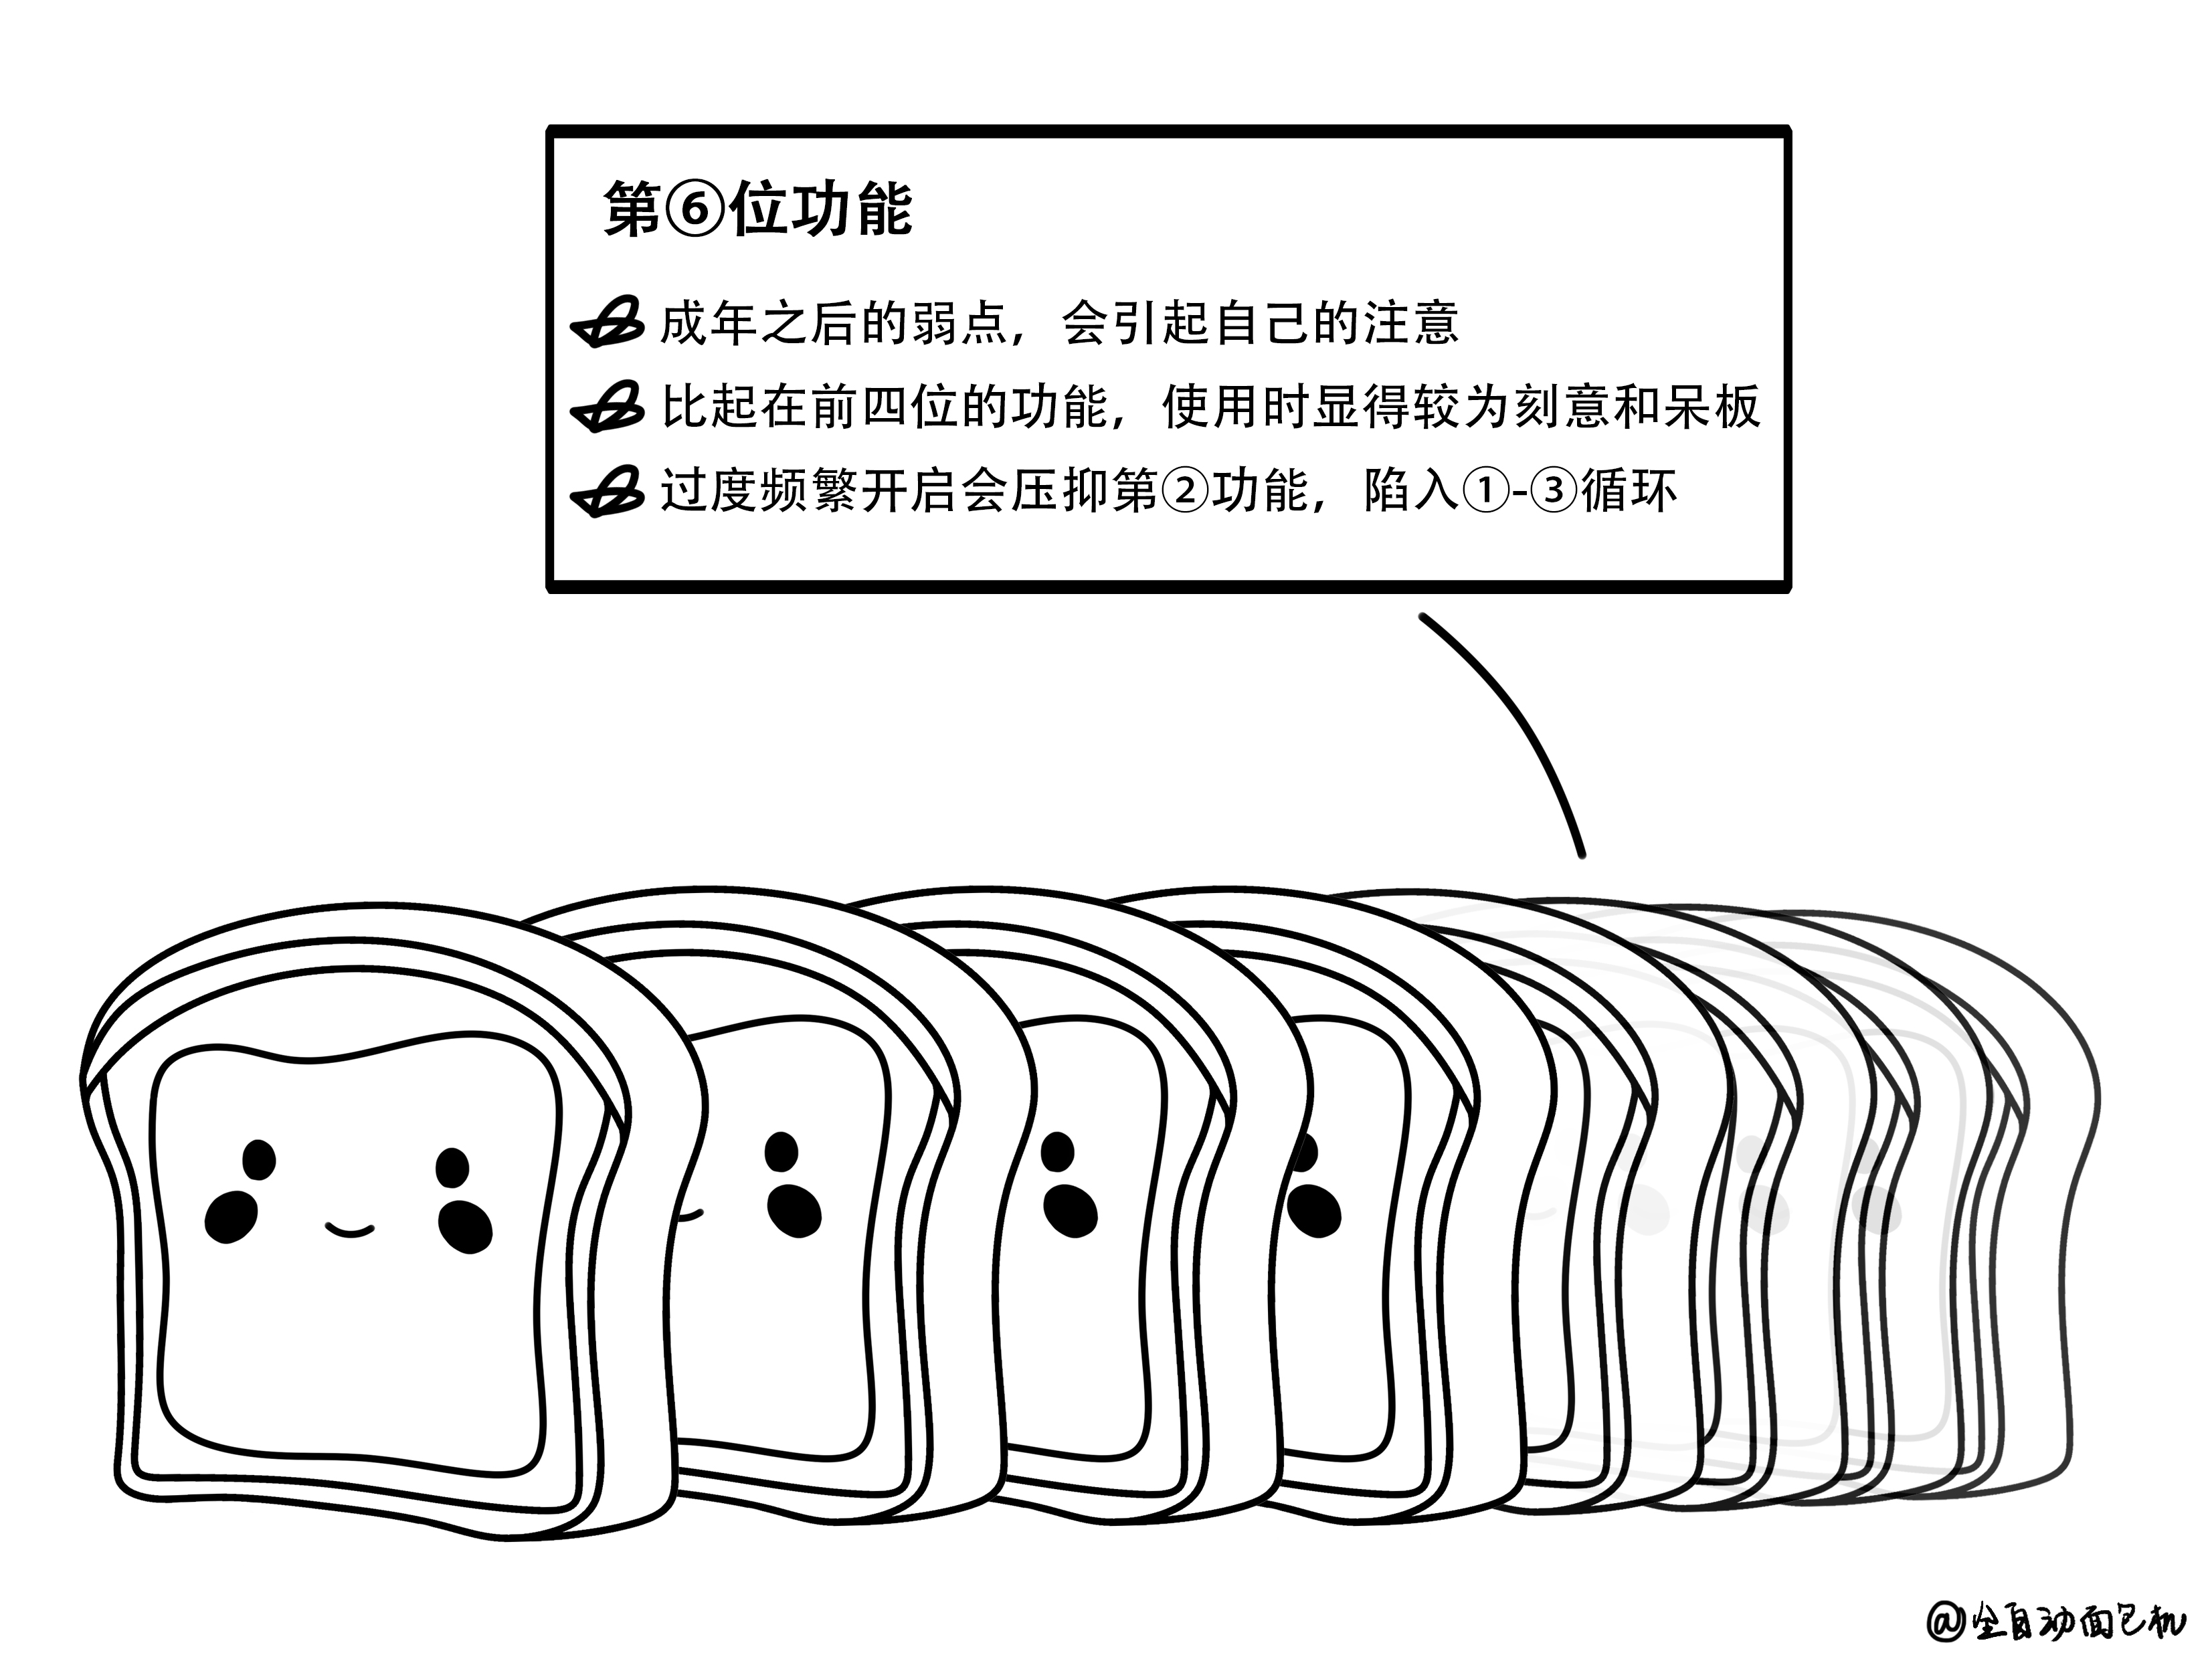 第⑥位功能
成年之后的弱点，会引起自己的注意
比起在前四位的功能，使用时显得较为刻意和呆板
过度频繁开启会压抑第②功能，陷入①-③循环
@全自动面包机